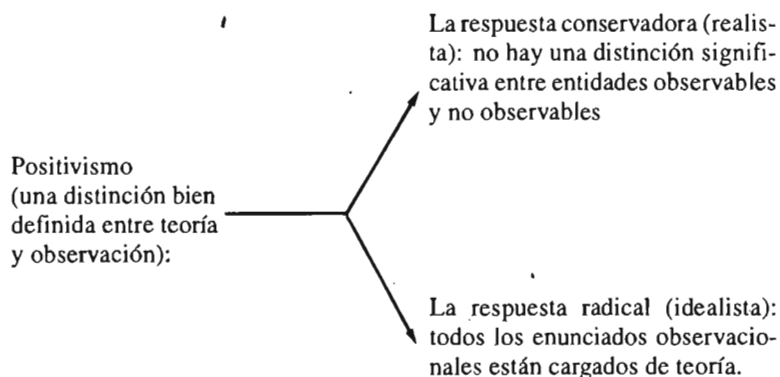 La respuesta conservadora (realis-
ta): no hay una distinción signifi-
cativa entre entidades observables
y no observables
Positivismo
(una distinción bien
definida entre teoría
y observación):
La respuesta radical (idealista):
todos los enunciados observacio-
nales están cargados de teoría.